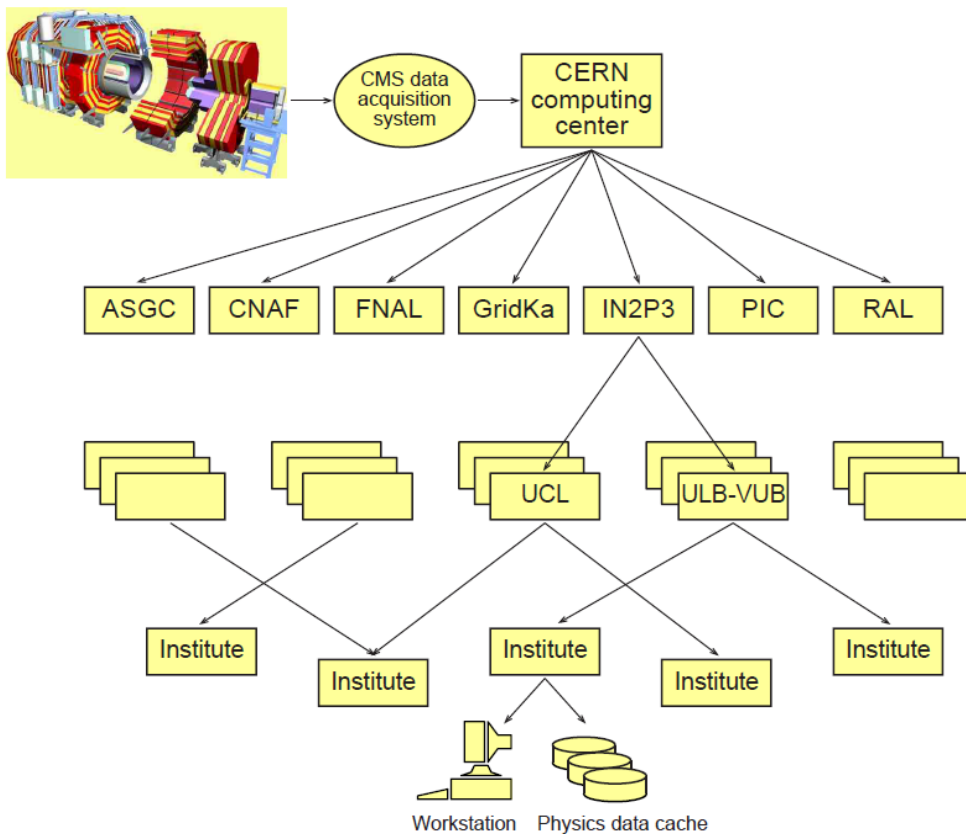 CMS data
acquisition
system
CERN
computing
center
ASGC
CNAF
FNAL
GridKa
IN2P3
PIC
RAL
UCL
ULB-VUB
Institute
Institute
Institute
Institute
Institute
Workstation
Physics data cache